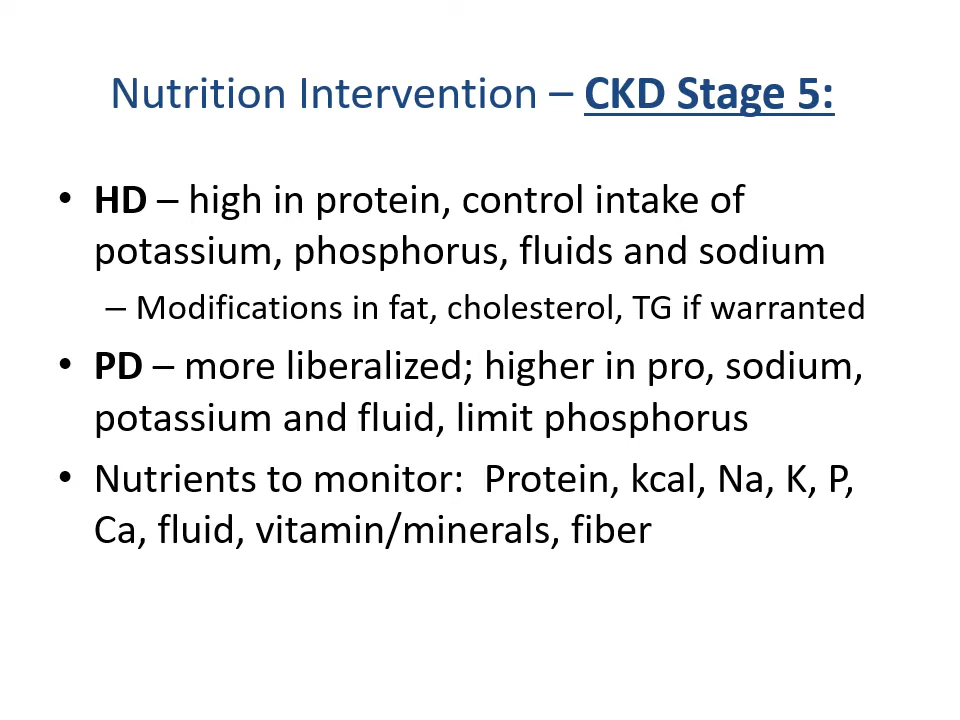 Nutrition Intervention – CKD Stage 5:
• HD – high in protein, control intake of
potassium, phosphorus, fluids and sodium
– Modifications in fat, cholesterol, TG if warranted
• PD – more liberalized; higher in pro, sodium,
potassium and fluid, limit phosphorus
• Nutrients to monitor:  Protein, kcal, Na, K, P,
Ca, fluid, vitamin/minerals, fiber